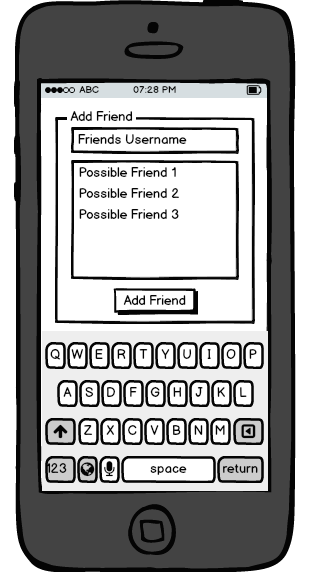 ABC 07:28 PM
Add Friend
Friends Username
Possible Friend 1
Possible Friend 2
Possible Friend 3
Add Friend
Q W E R T Y U I O P
A S D F G H J K L
Z X C V B N M
123 space return